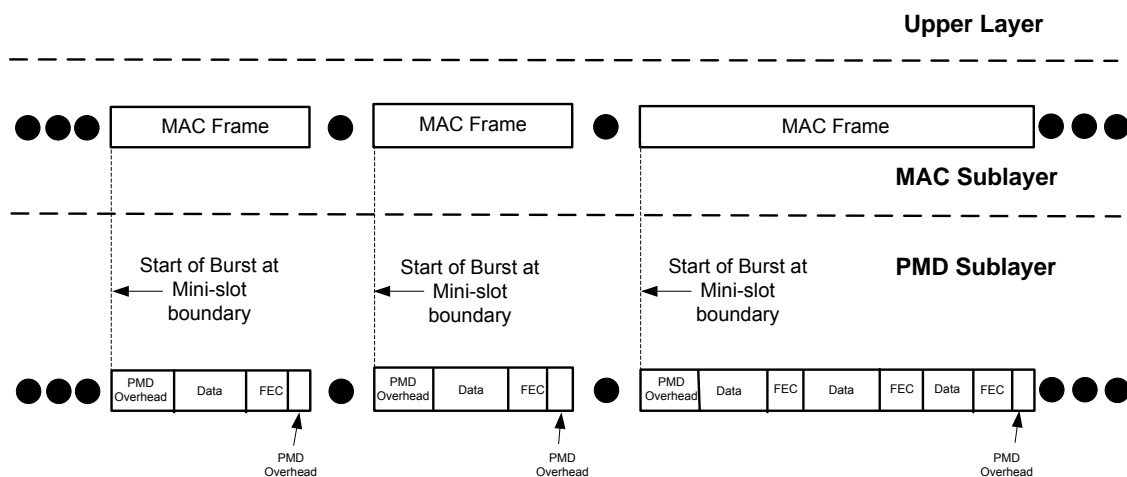 Upper Layer
MAC Frame
MAC Frame
MAC Frame
MAC Sublayer
PMD Sublayer
Start of Burst at
Mini-slot
boundary
Start of Burst at
Mini-slot
boundary
Start of Burst at
Mini-slot
boundary
PMD
Overhead
Data
FEC
PMD
Overhead
Data
FEC
PMD
Overhead
Data
FEC
Data
FEC
Data
FEC
PMD
Overhead
PMD
Overhead
PMD
Overhead